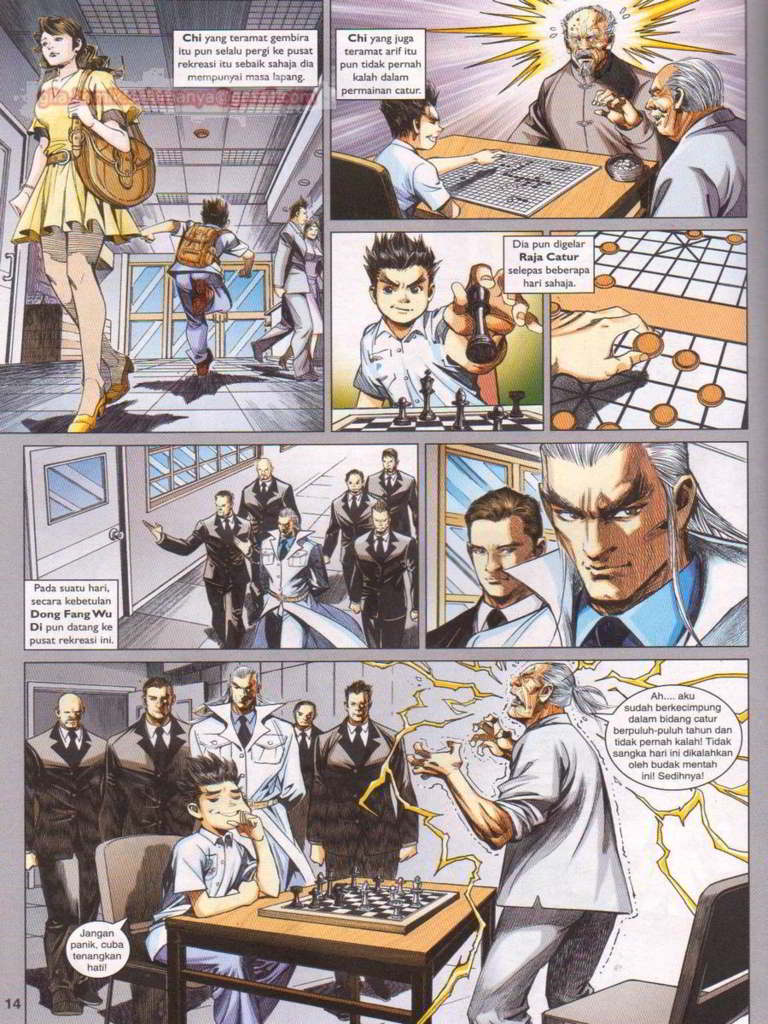 Chi yang teramat gembira
itu pun selalu pergi ke pusat
rekreasi itu sebaik sahaja dia
mempunyai masa lapang.
Chi yang juga
teramat arif itu
pun tidak pernah
kalah dalam
permainan catur.
Dia pun digelar
Raja Catur
selepas beberapa
hari sahaja.
Pada suatu hari,
secara kebetulan
Dong Fang Wu
Di pun datang ke
pusat rekreasi ini.
Ah.... aku
sudah berkecimpung
dalam bidang catur
berpuluh-puluh tahun dan
tidak pernah kalah! Tidak
sangka hari ini dikalahkan
oleh budak mentah
ini! Sedihnya!
Jangan
panik, cuba
tenangkan
hati!
14